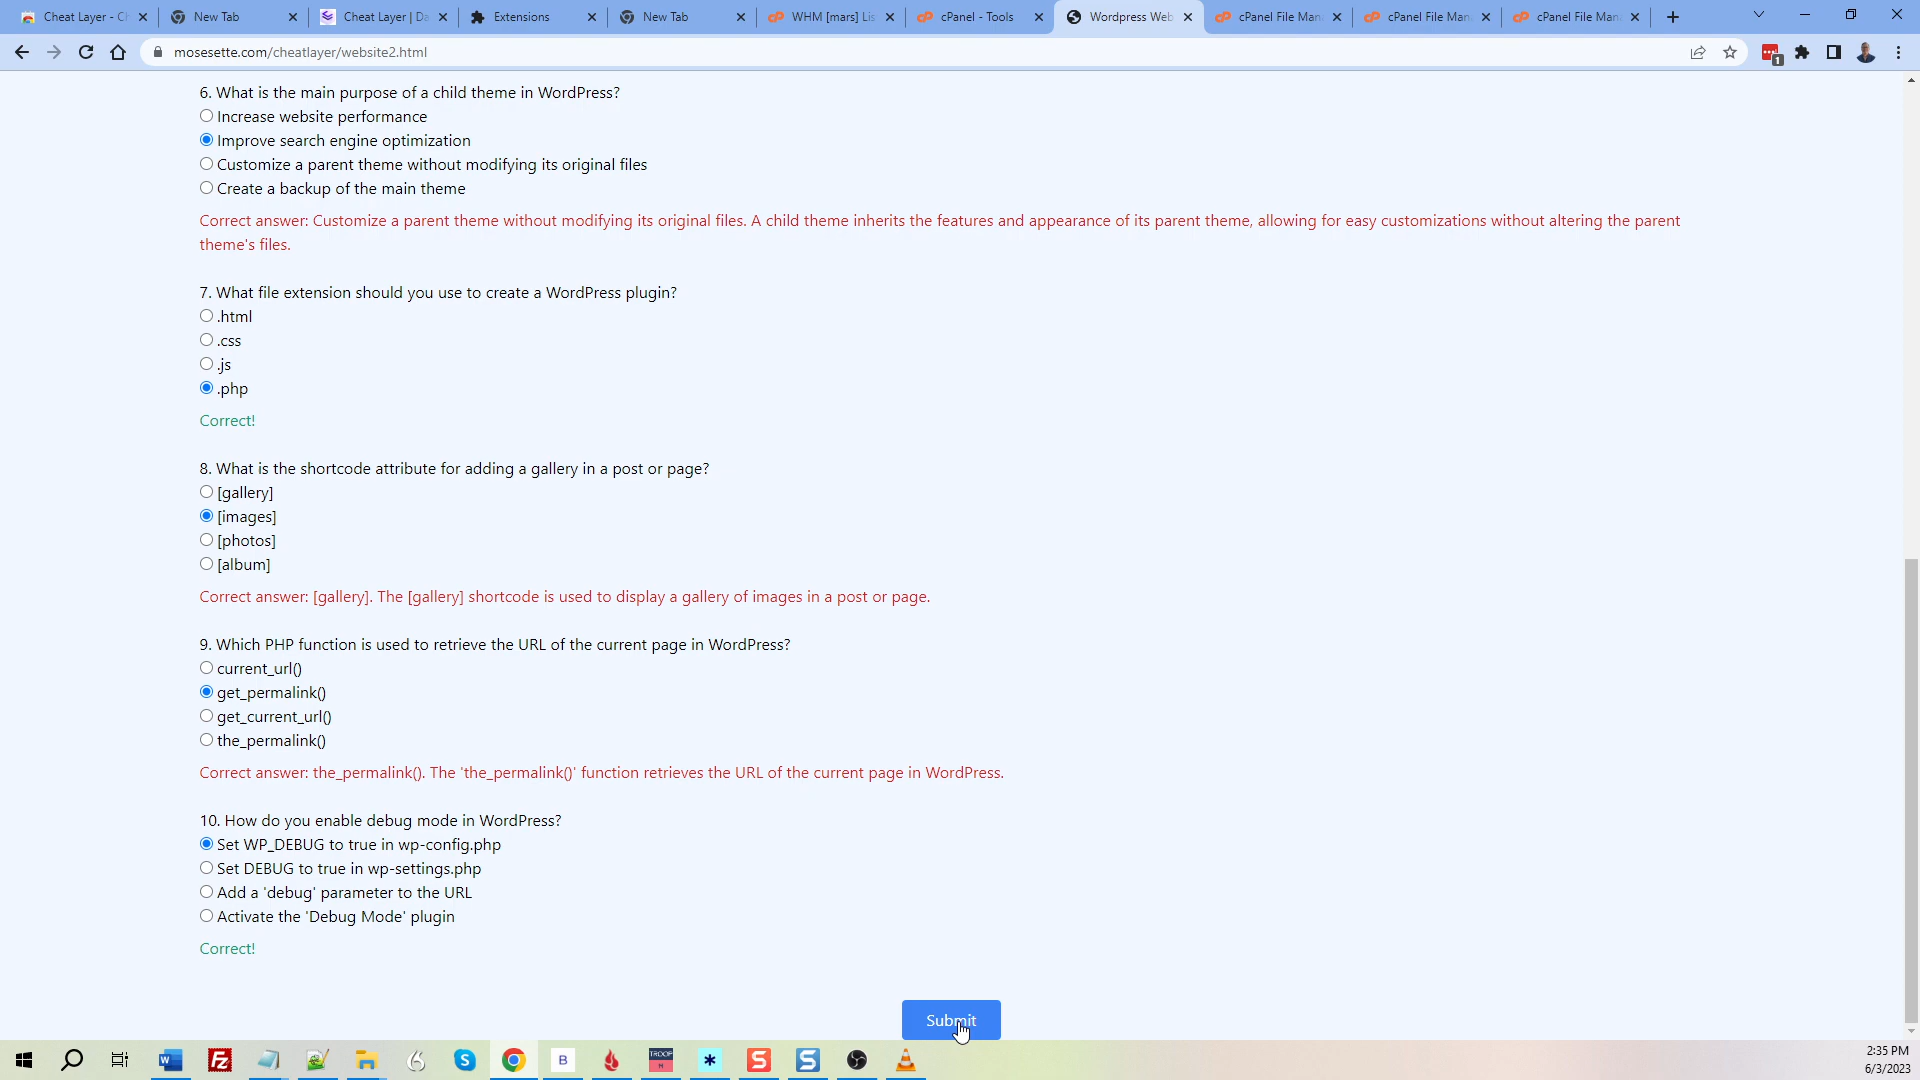 Cheat Layer - Ch
New Tab
Cheat Layer | Da
Extensions
New Tab
WHM [mars] Lis
cPanel - Tools
Wordpress Web
cPanel File Man
cPanel File Man
cPanel File Man
mosesette.com/cheatlayer/website2.html
1
6. What is the main purpose of a child theme in WordPress?
Increase website performance
Improve search engine optimization
Customize a parent theme without modifying its original files
Create a backup of the main theme
Correct answer: Customize a parent theme without modifying its original files. A child theme inherits the features and appearance of its parent theme, allowing for easy customizations without altering the parent
theme's files.
7. What file extension should you use to create a WordPress plugin?
.html
.css
.js
.php
Correct!
8. What is the shortcode attribute for adding a gallery in a post or page?
[gallery]
[images]
[photos]
[album]
Correct answer: [gallery]. The [gallery] shortcode is used to display a gallery of images in a post or page.
9. Which PHP function is used to retrieve the URL of the current page in WordPress?
current_url()
get_permalink()
get_current_url()
the_permalink()
Correct answer: the_permalink(). The 'the_permalink()' function retrieves the URL of the current page in WordPress.
10. How do you enable debug mode in WordPress?
Set WP_DEBUG to true in wp-config.php
Set DEBUG to true in wp-settings.php
Add a 'debug' parameter to the URL
Activate the 'Debug Mode' plugin
Correct!
Submit
TROOP
M
2:35 PM
6/3/2023